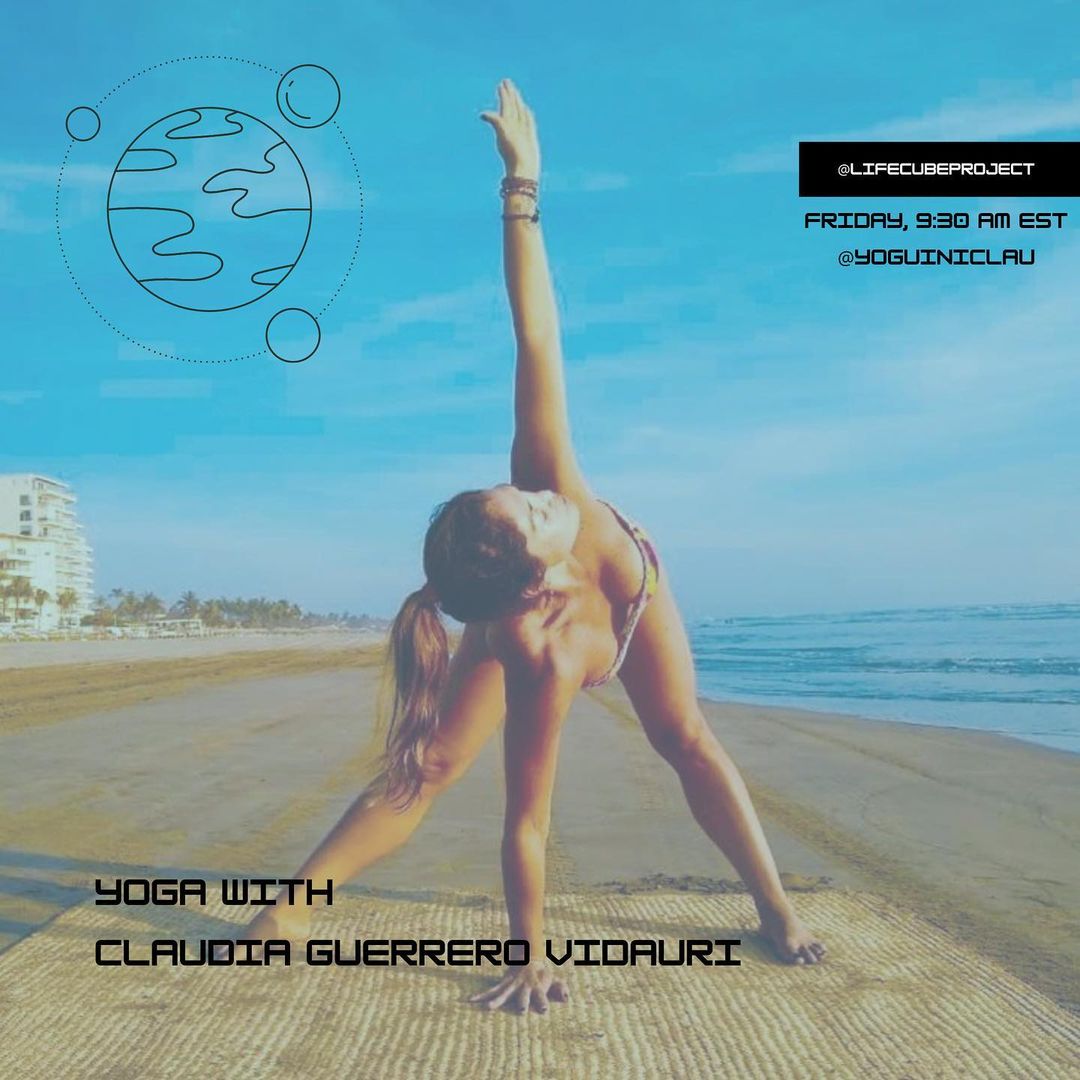 @LIFECUBEPROJECT
FRIDAY, 9:30 AM EST
@YOGUINICLAU
YOGA WITH
CLAUDIA GUERRERO VIDAURI